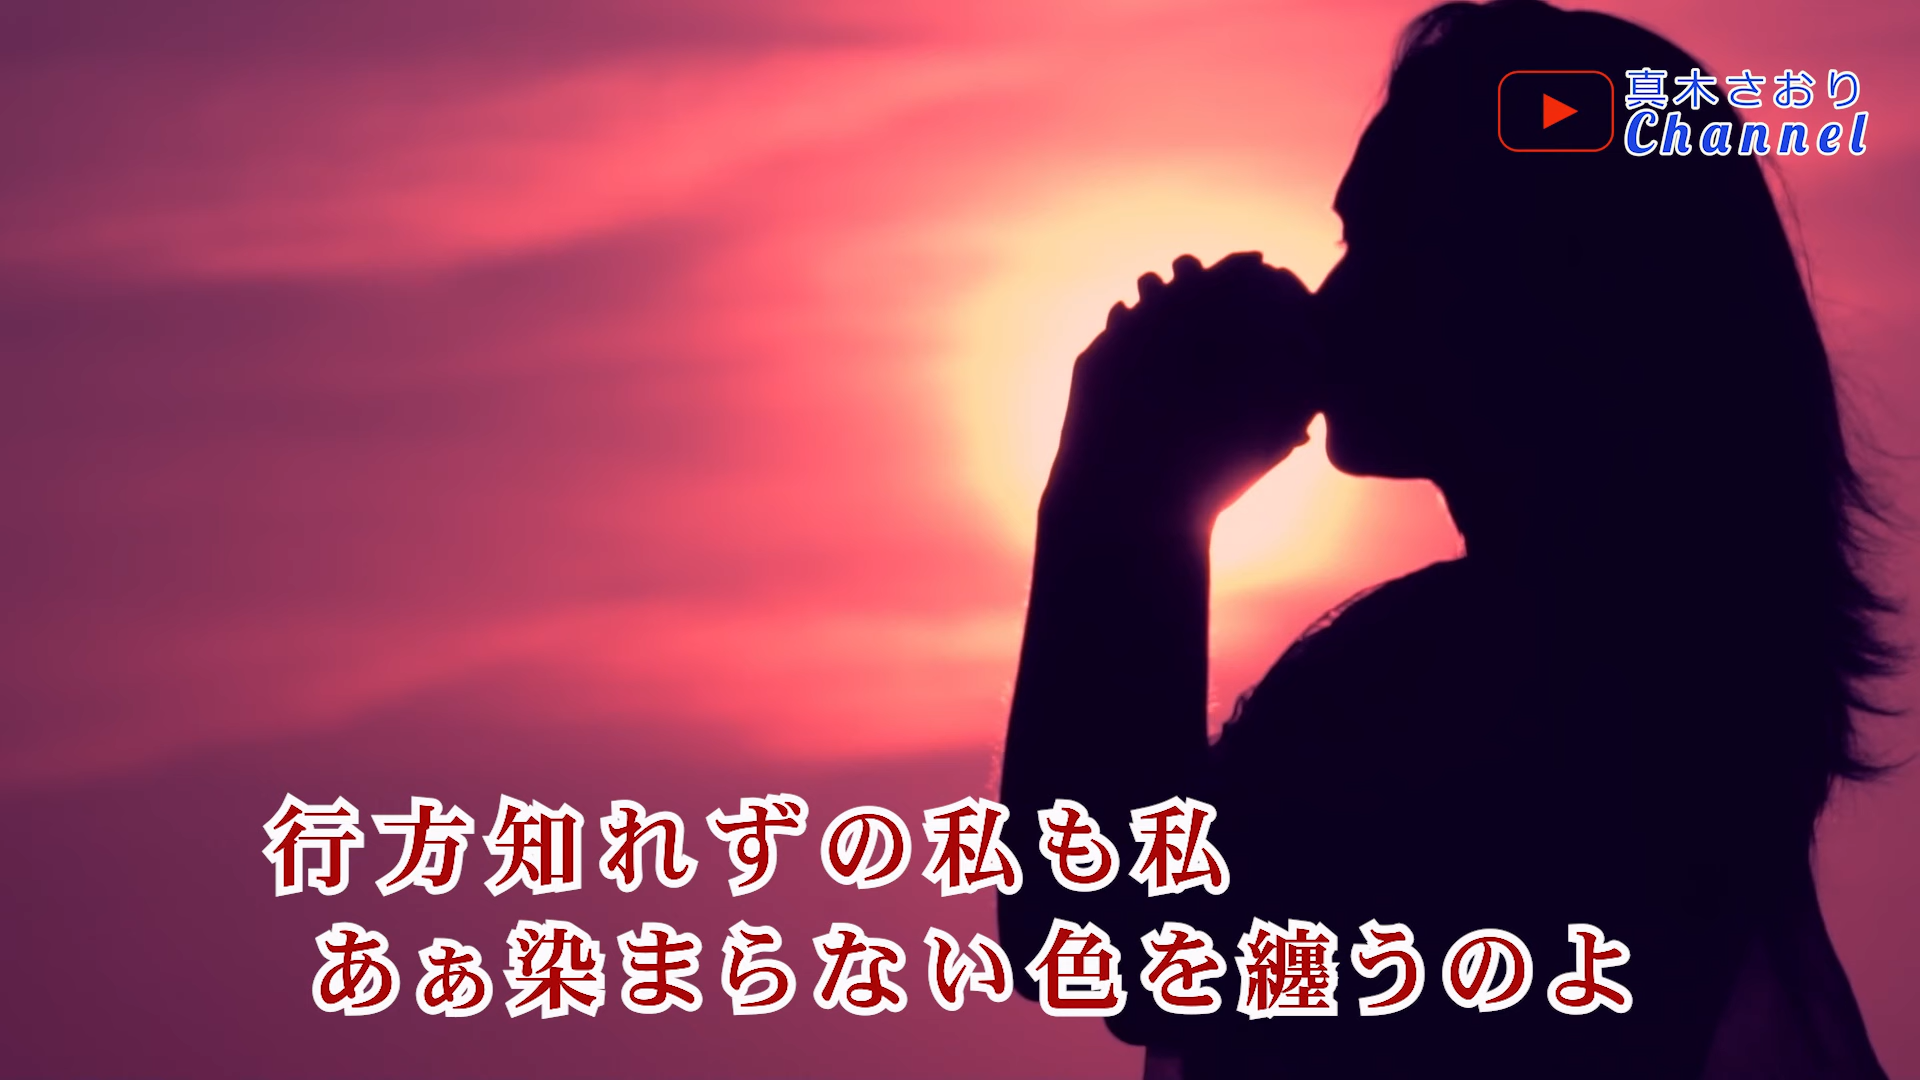 真木さおり
Channel
行方知れずの私も私
あぁ染まらない色を纏うのよ